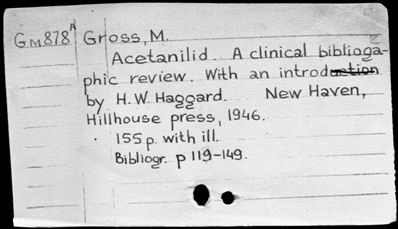 GM878A Gross, M.
Acetanilid. A clinical bibliogra-
phic review. With an introduction
by H.W. Haggard. New Haven,
Hillhouse press, 1946.
155 p. with ill.
Bibliogr. p 119-149.